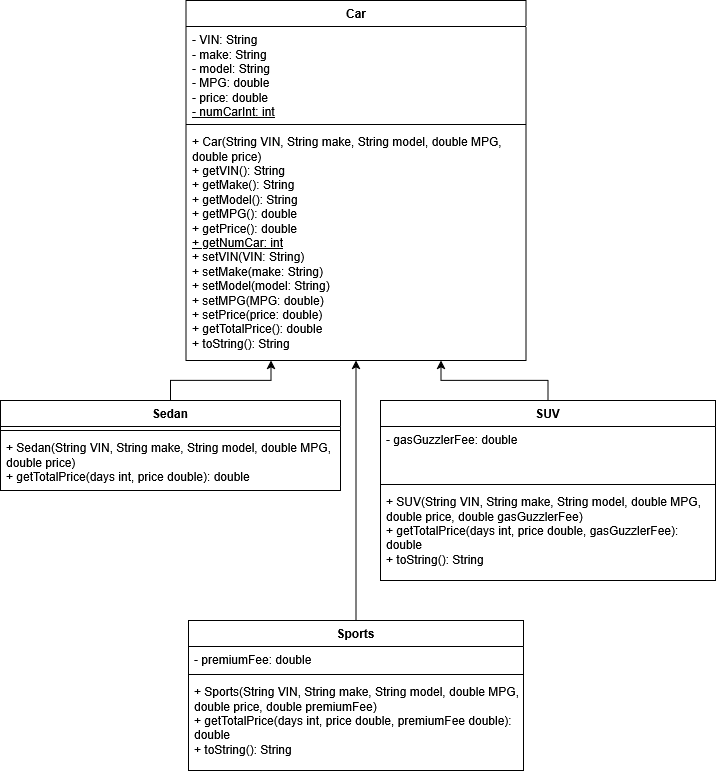 Car
- VIN: String
- make: String
- model: String
- MPG: double
- price: double
- numCarInt: int
+ Car(String VIN, String make, String model, double MPG,
double price)
+ getVIN(): String
+ getMake(): String
+ getModel(): String
+ getMPG(): double
+ getPrice(): double
+ getNumCar: int
+ setVIN(VIN: String)
+ setMake(make: String)
+ setModel(model: String)
+ setMPG(MPG: double)
+ setPrice(price: double)
+ getTotalPrice(): double
+ toString(): String
Sedan
+ Sedan(String VIN, String make, String model, double MPG,
double price)
+ getTotalPrice(days int, price double): double
SUV
- gasGuzzlerFee: double
+ SUV(String VIN, String make, String model, double MPG,
double price, double gasGuzzlerFee)
+ getTotalPrice(days int, price double, gasGuzzlerFee):
double
+ toString(): String
Sports
- premiumFee: double
+ Sports(String VIN, String make, String model, double MPG,
double price, double premiumFee)
+ getTotalPrice(days int, price double, premiumFee double):
double
+ toString(): String